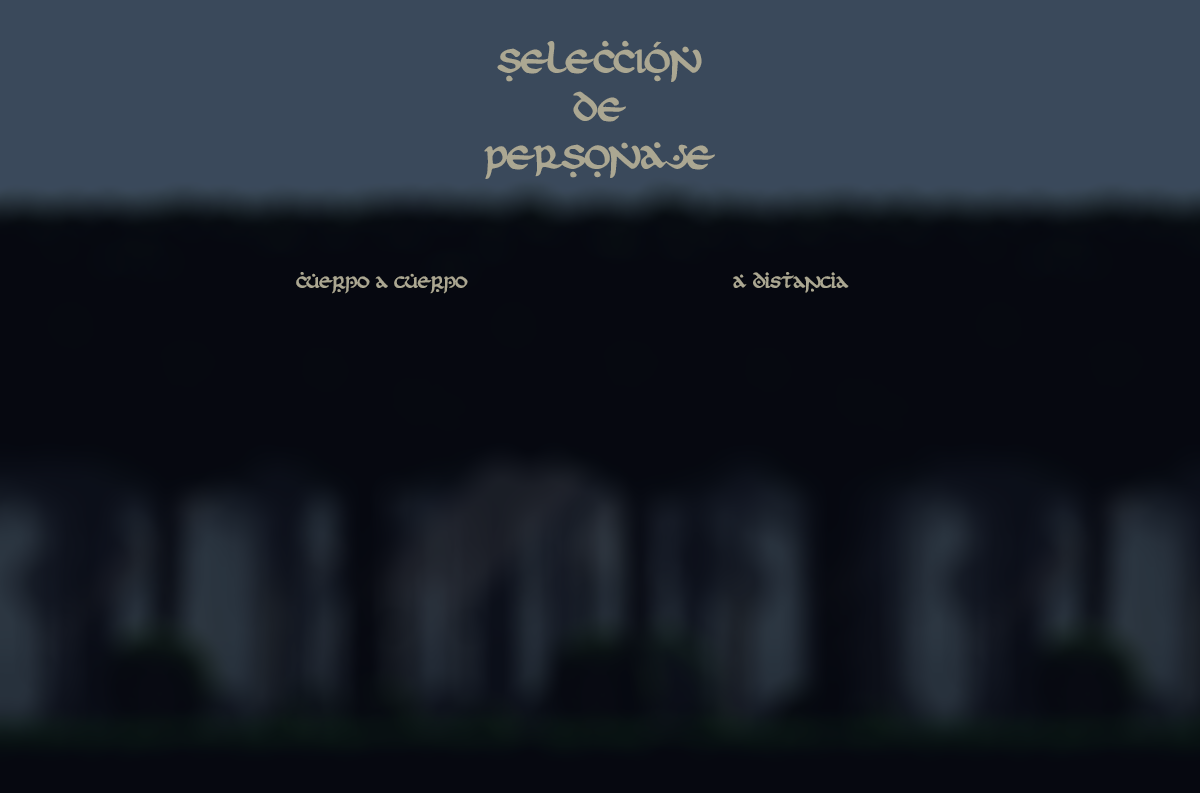 Selección
de
personaje
cuerpo a cuerpo
a distancia